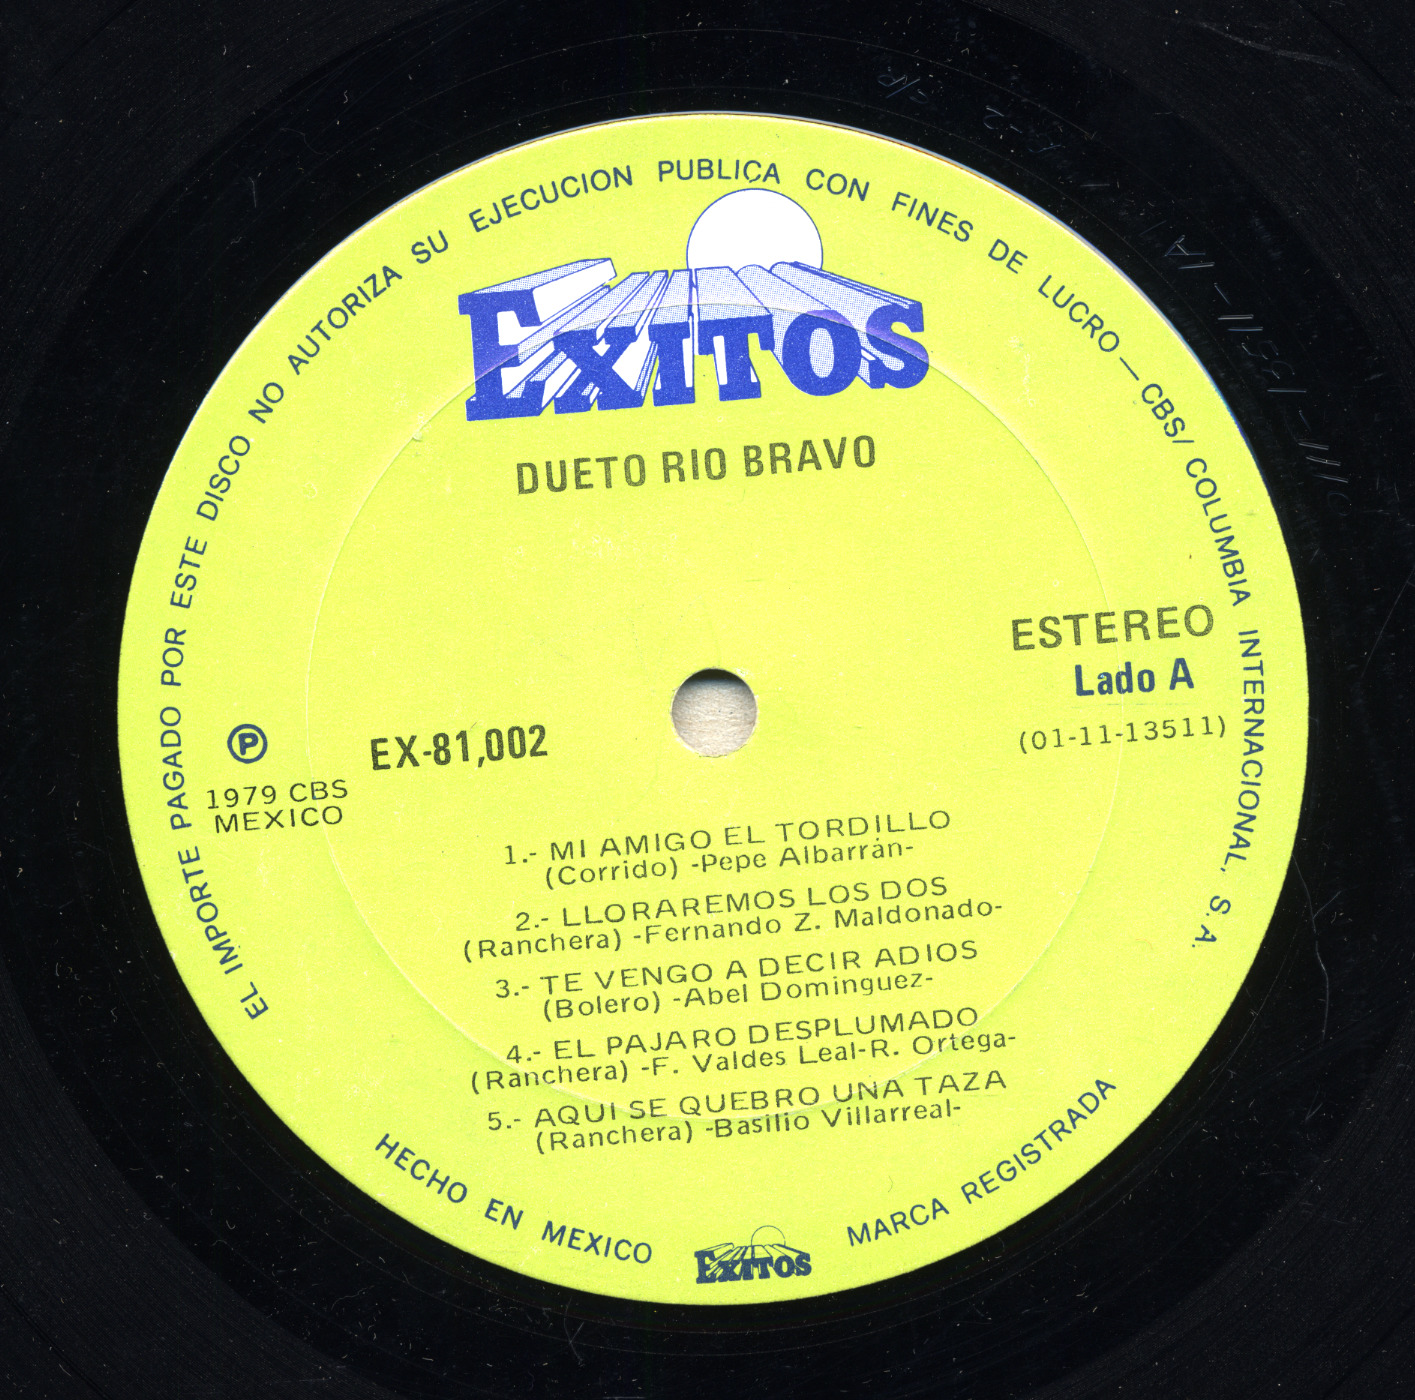 EL IMPORTE PAGADO POR ESTE DISCO NO AUTORIZA SU EJECUCION PUBLICA CON FINES DE LUCRO — CBS/ COLUMBIA INTERNACIONAL, S.A.
EXITOS
DUETO RIO BRAVO
ESTEREO
Lado A
(01-11-13511)
EX-81,002
℗
1979 CBS
MEXICO
1.- MI AMIGO EL TORDILLO
(Corrido) -Pepe Albarrán-
2.- LLORAREMOS LOS DOS
(Ranchera) -Fernando Z. Maldonado-
3.- TE VENGO A DECIR ADIOS
(Bolero) -Abel Dominguez-
4.- EL PAJARO DESPLUMADO
(Ranchera) -F. Valdes Leal-R. Ortega-
5.- AQUI SE QUEBRO UNA TAZA
(Ranchera) -Basilio Villarreal-
HECHO EN MEXICO
EXITOS
MARCA REGISTRADA